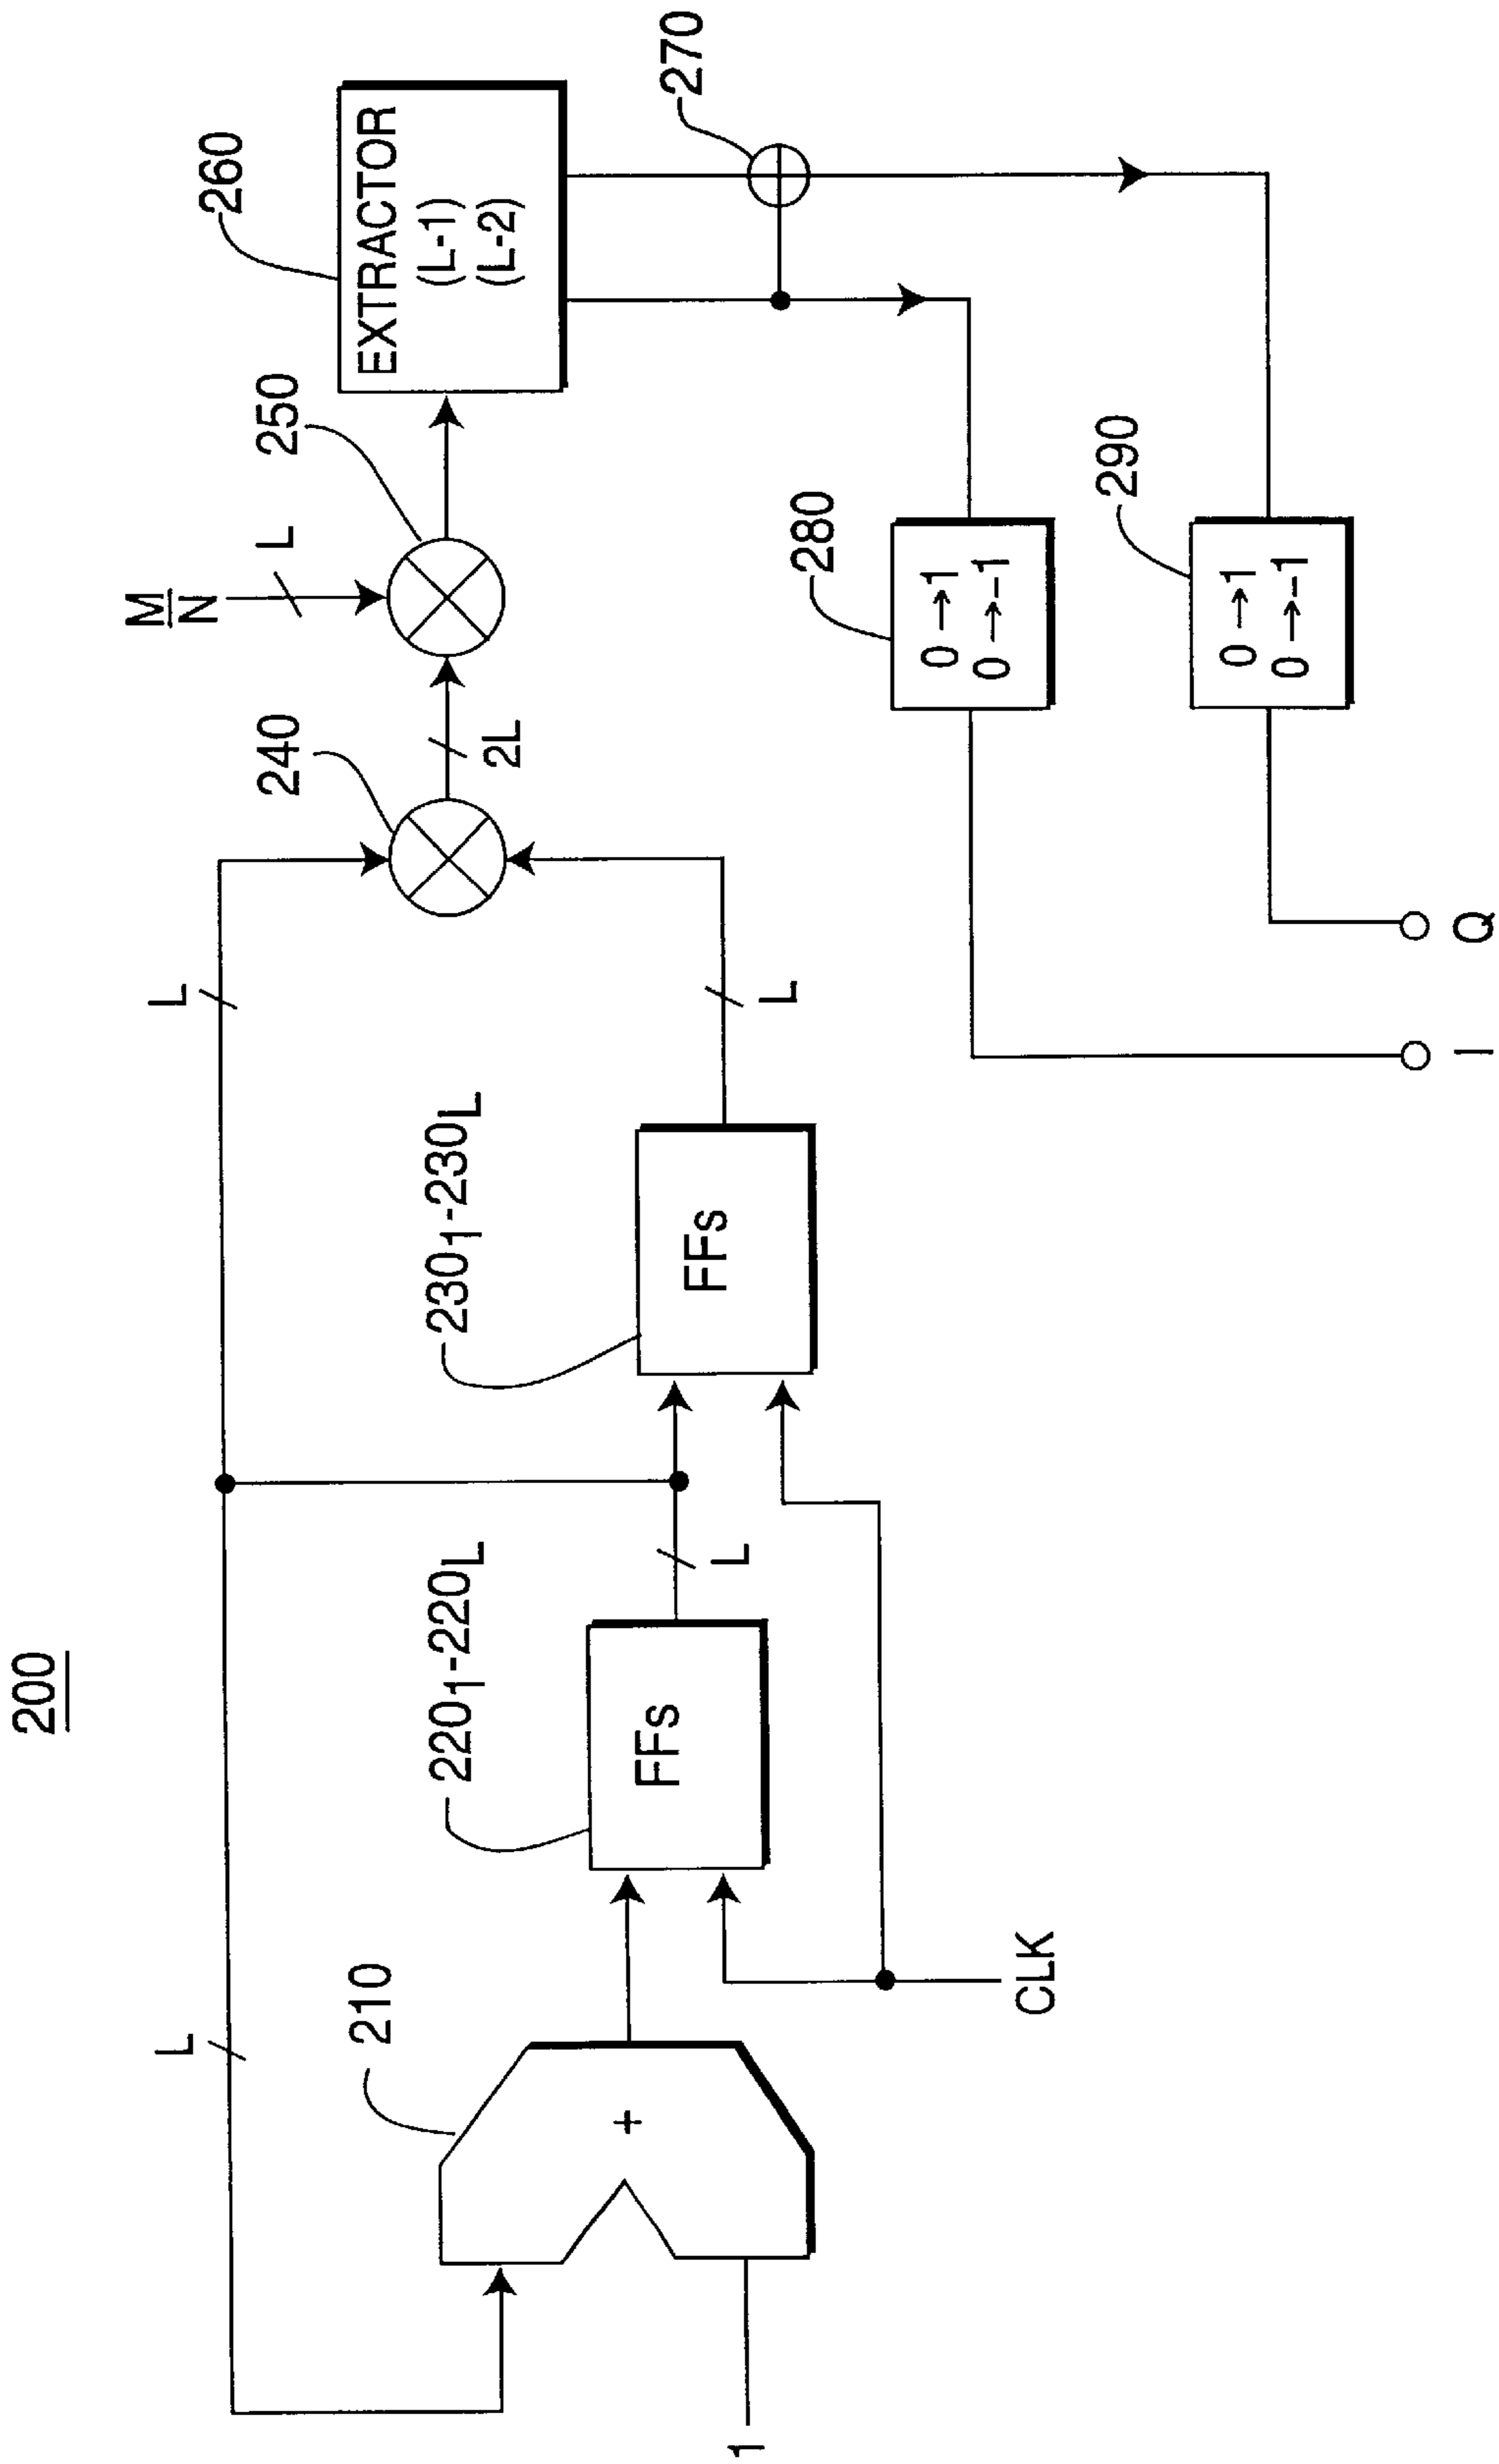 200
L
210
+
1
CLK
220₁-220L
FFs
L
230₁-230L
FFs
L
L
240
2L
M/N
L
250
260
EXTRACTOR
(L-1)
(L-2)
270
280
0→1
0→-1
290
0→1
0→-1
I
Q